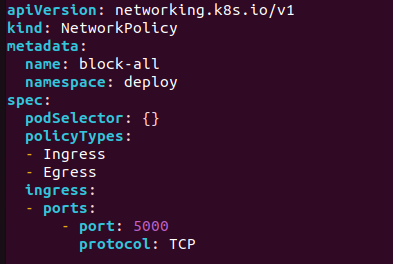 apiVersion: networking.k8s.io/v1
kind: NetworkPolicy
metadata:
  name: block-all
  namespace: deploy
spec:
  podSelector: {}
  policyTypes:
  - Ingress
  - Egress
  ingress:
  - ports:
      - port: 5000
        protocol: TCP